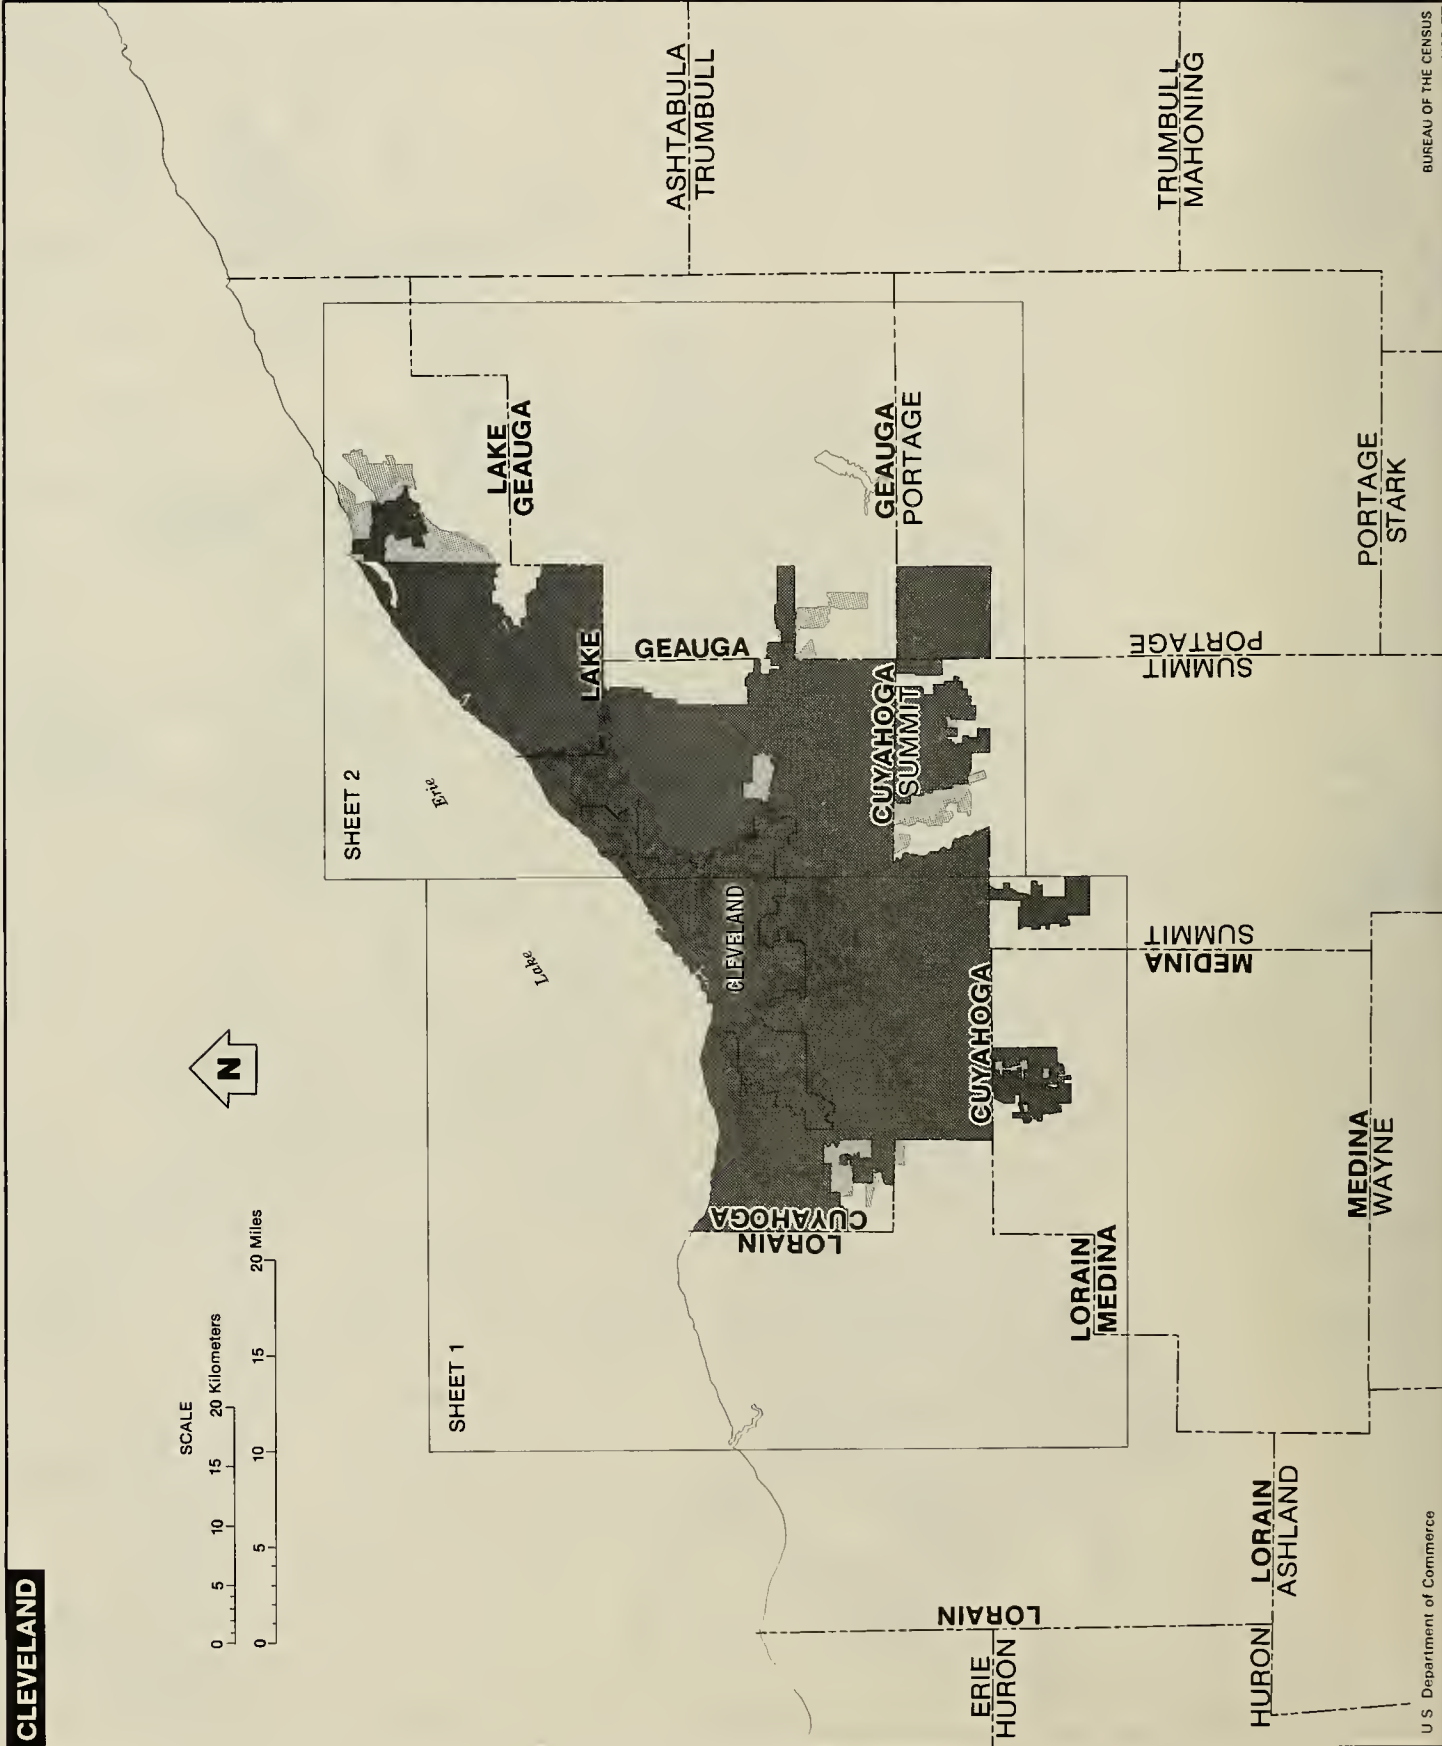 CLEVELAND
SCALE
0 5 10 15 20 Kilometers
0 5 10 15 20 Miles
N
SHEET 1
SHEET 2
Lake
Erie
ASHTABULA
TRUMBULL
TRUMBULL
MAHONING
LAKE
GEAUGA
LAKE
GEAUGA
GEAUGA
PORTAGE
CUYAHOGA
SUMMIT
CLEVELAND
CUYAHOGA
LORAIN
CUYAHOGA
SUMMIT
PORTAGE
MEDINA
SUMMIT
PORTAGE
STARK
LORAIN
MEDINA
MEDINA
WAYNE
LORAIN
ERIE
HURON
HURON
LORAIN
ASHLAND
U S Department of Commerce
BUREAU OF THE CENSUS